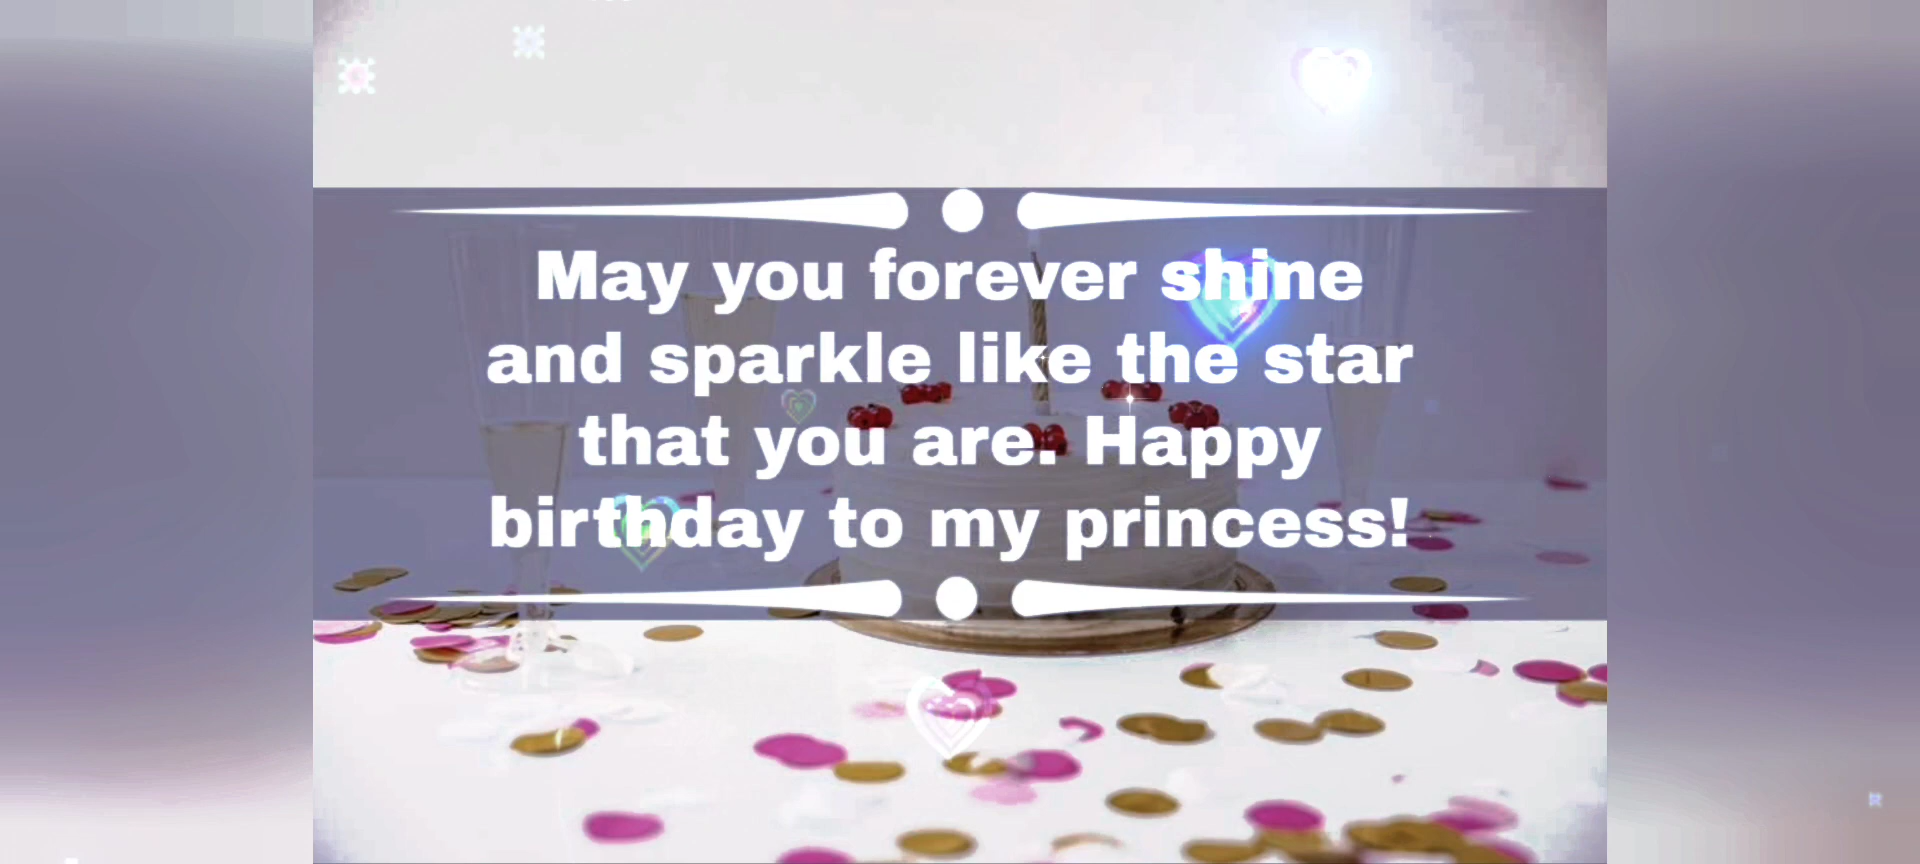 May you forever shine
and sparkle like the star
that you are. Happy
birthday to my princess!